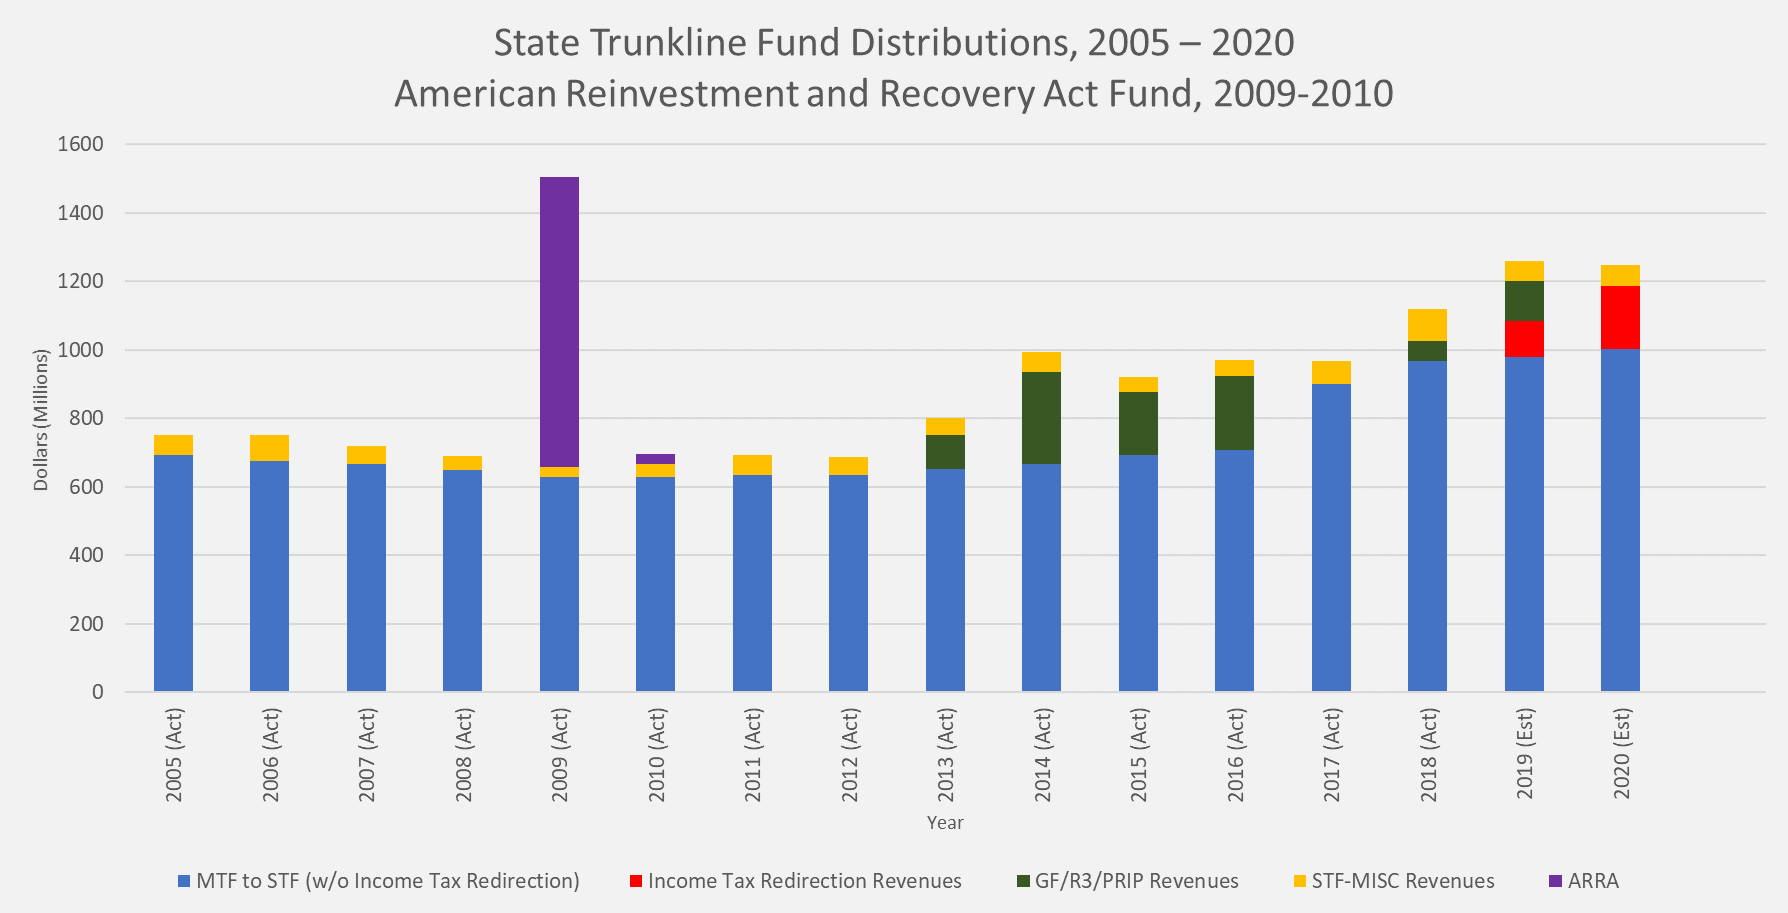 State Trunkline Fund Distributions, 2005 – 2020
American Reinvestment and Recovery Act Fund, 2009-2010
1600
1400
1200
1000
800
600
400
200
0
Dollars (Millions)
2005 (Act)
2006 (Act)
2007 (Act)
2008 (Act)
2009 (Act)
2010 (Act)
2011 (Act)
2012 (Act)
2013 (Act)
2014 (Act)
2015 (Act)
2016 (Act)
2017 (Act)
2018 (Act)
2019 (Est)
2020 (Est)
Year
MTF to STF (w/o Income Tax Redirection)
Income Tax Redirection Revenues
GF/R3/PRIP Revenues
STF-MISC Revenues
ARRA